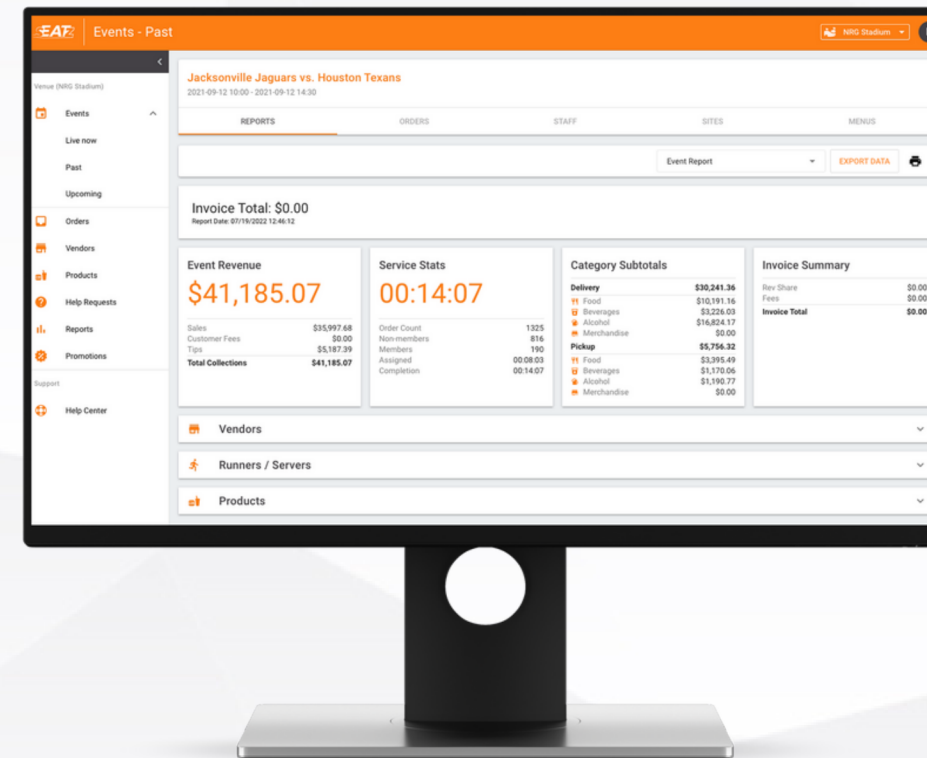 EAT Events - Past NRG Stadium
Venue (NRG Stadium)
Events
Live now
Past
Upcoming
Orders
Vendors
Products
Help Requests
Reports
Promotions
Support
Help Center
Jacksonville Jaguars vs. Houston Texans
2021-09-12 10:00 - 2021-09-12 14:30
REPORTS ORDERS STAFF SITES MENUS
Event Report EXPORT DATA
Invoice Total: $0.00
Report Date: 07/19/2022 12:46:12
Event Revenue
$41,185.07
Sales $35,997.68
Customer Fees $0.00
Tips $5,187.39
Total Collections $41,185.07
Service Stats
00:14:07
Order Count 1325
Non-members 816
Members 190
Assigned 00:08:03
Completion 00:14:07
Category Subtotals
Delivery $30,241.36
Food $10,191.16
Beverages $3,226.03
Alcohol $16,824.17
Merchandise $0.00
Pickup $5,756.32
Food $3,395.49
Beverages $1,170.06
Alcohol $1,190.77
Merchandise $0.00
Invoice Summary
Rev Share $0.00
Fees $0.00
Invoice Total $0.00
Vendors
Runners / Servers
Products